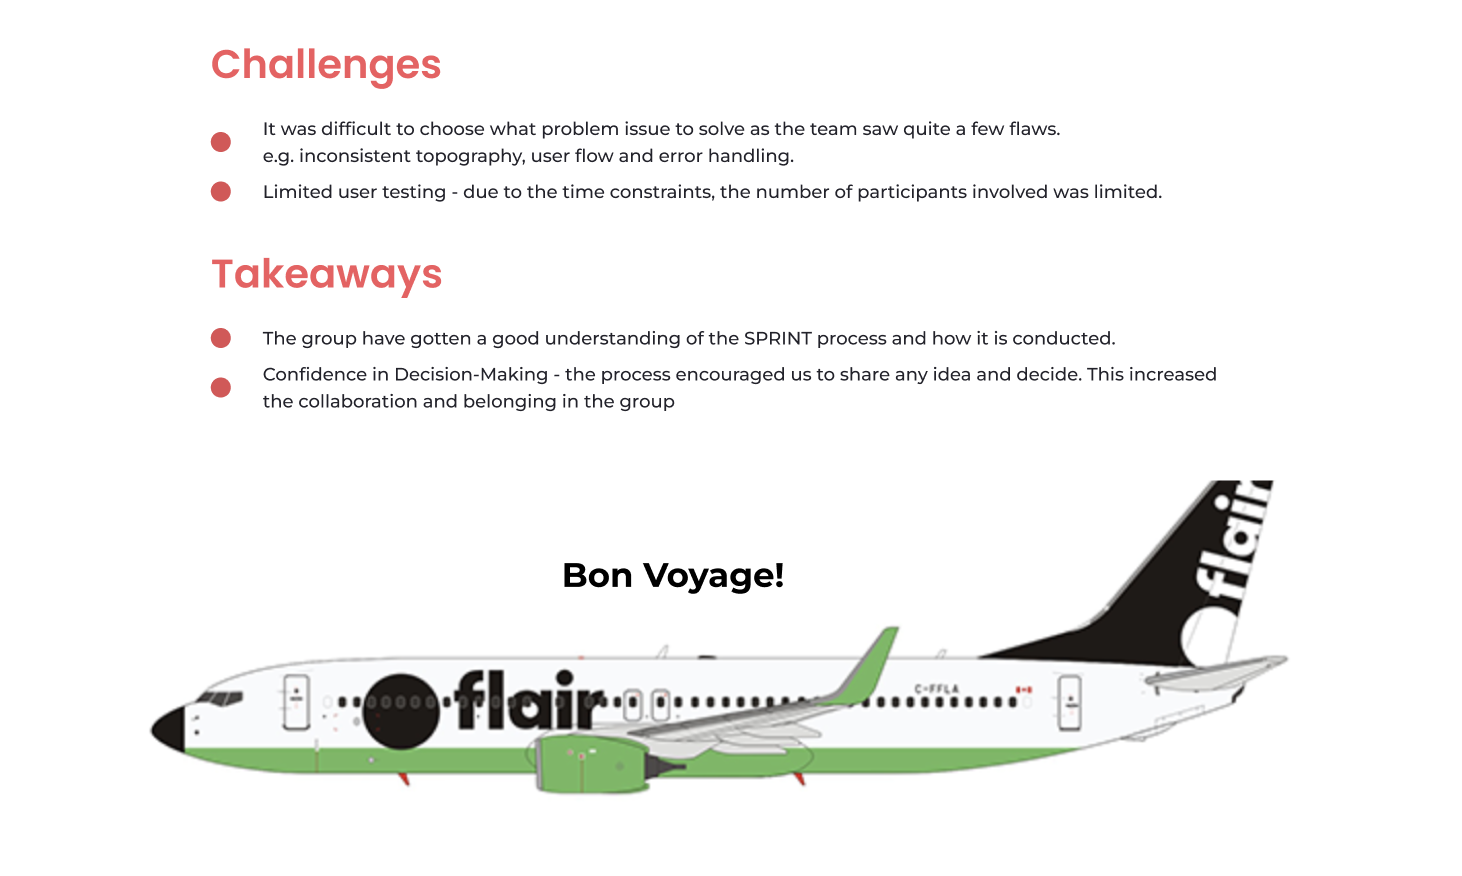 Challenges
It was difficult to choose what problem issue to solve as the team saw quite a few flaws.
e.g. inconsistent topography, user flow and error handling.
Limited user testing - due to the time constraints, the number of participants involved was limited.
Takeaways
The group have gotten a good understanding of the SPRINT process and how it is conducted.
Confidence in Decision-Making - the process encouraged us to share any idea and decide. This increased
the collaboration and belonging in the group
flair
Bon Voyage!
flair
C-FFLA